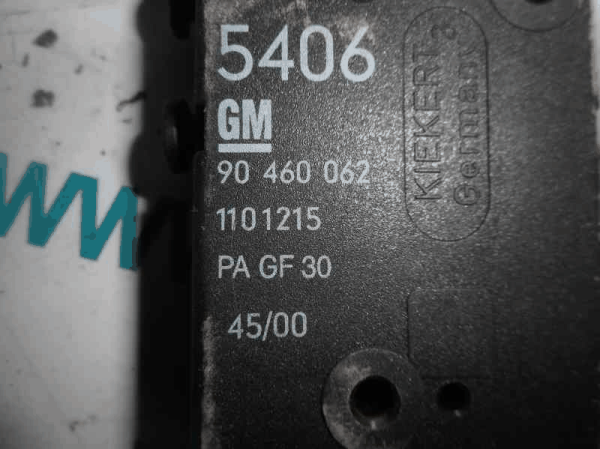 5406
GM
90 460 062
1101215
PA GF 30
45/00
KIEKERT
Germany